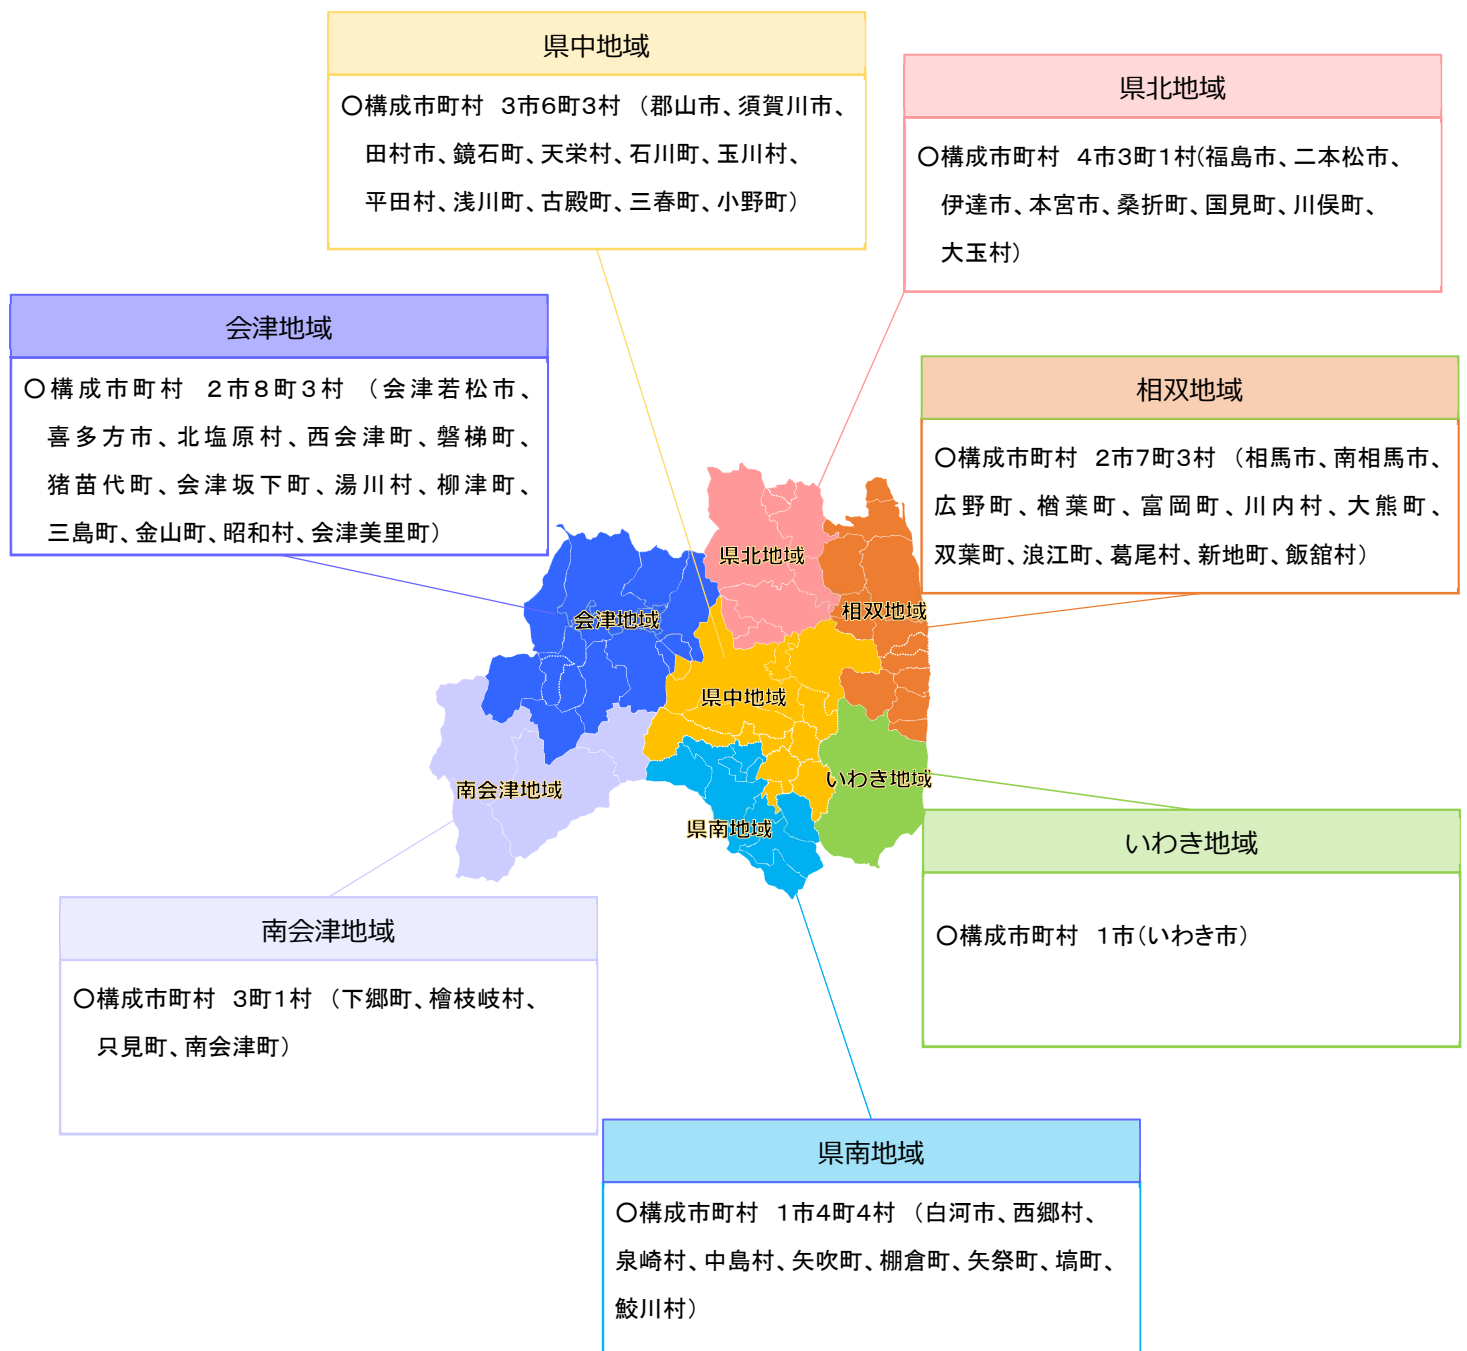 県中地域
〇構成市町村　3市6町3村　（郡山市、須賀川市、
田村市、鏡石町、天栄村、石川町、玉川村、
平田村、浅川町、古殿町、三春町、小野町）
県北地域
〇構成市町村　4市3町1村（福島市、二本松市、
伊達市、本宮市、桑折町、国見町、川俣町、
大玉村）
会津地域
〇構成市町村　2市8町3村　（会津若松市、
喜多方市、北塩原村、西会津町、磐梯町、
猪苗代町、会津坂下町、湯川村、柳津町、
三島町、金山町、昭和村、会津美里町）
相双地域
〇構成市町村　2市7町3村　（相馬市、南相馬市、
広野町、楢葉町、富岡町、川内村、大熊町、
双葉町、浪江町、葛尾村、新地町、飯舘村）
県北地域
相双地域
会津地域
県中地域
いわき地域
南会津地域
県南地域
いわき地域
〇構成市町村　1市（いわき市）
南会津地域
〇構成市町村　3町1村　（下郷町、檜枝岐村、
只見町、南会津町）
県南地域
〇構成市町村　1市4町4村　（白河市、西郷村、
泉崎村、中島村、矢吹町、棚倉町、矢祭町、塙町、
鮫川村）